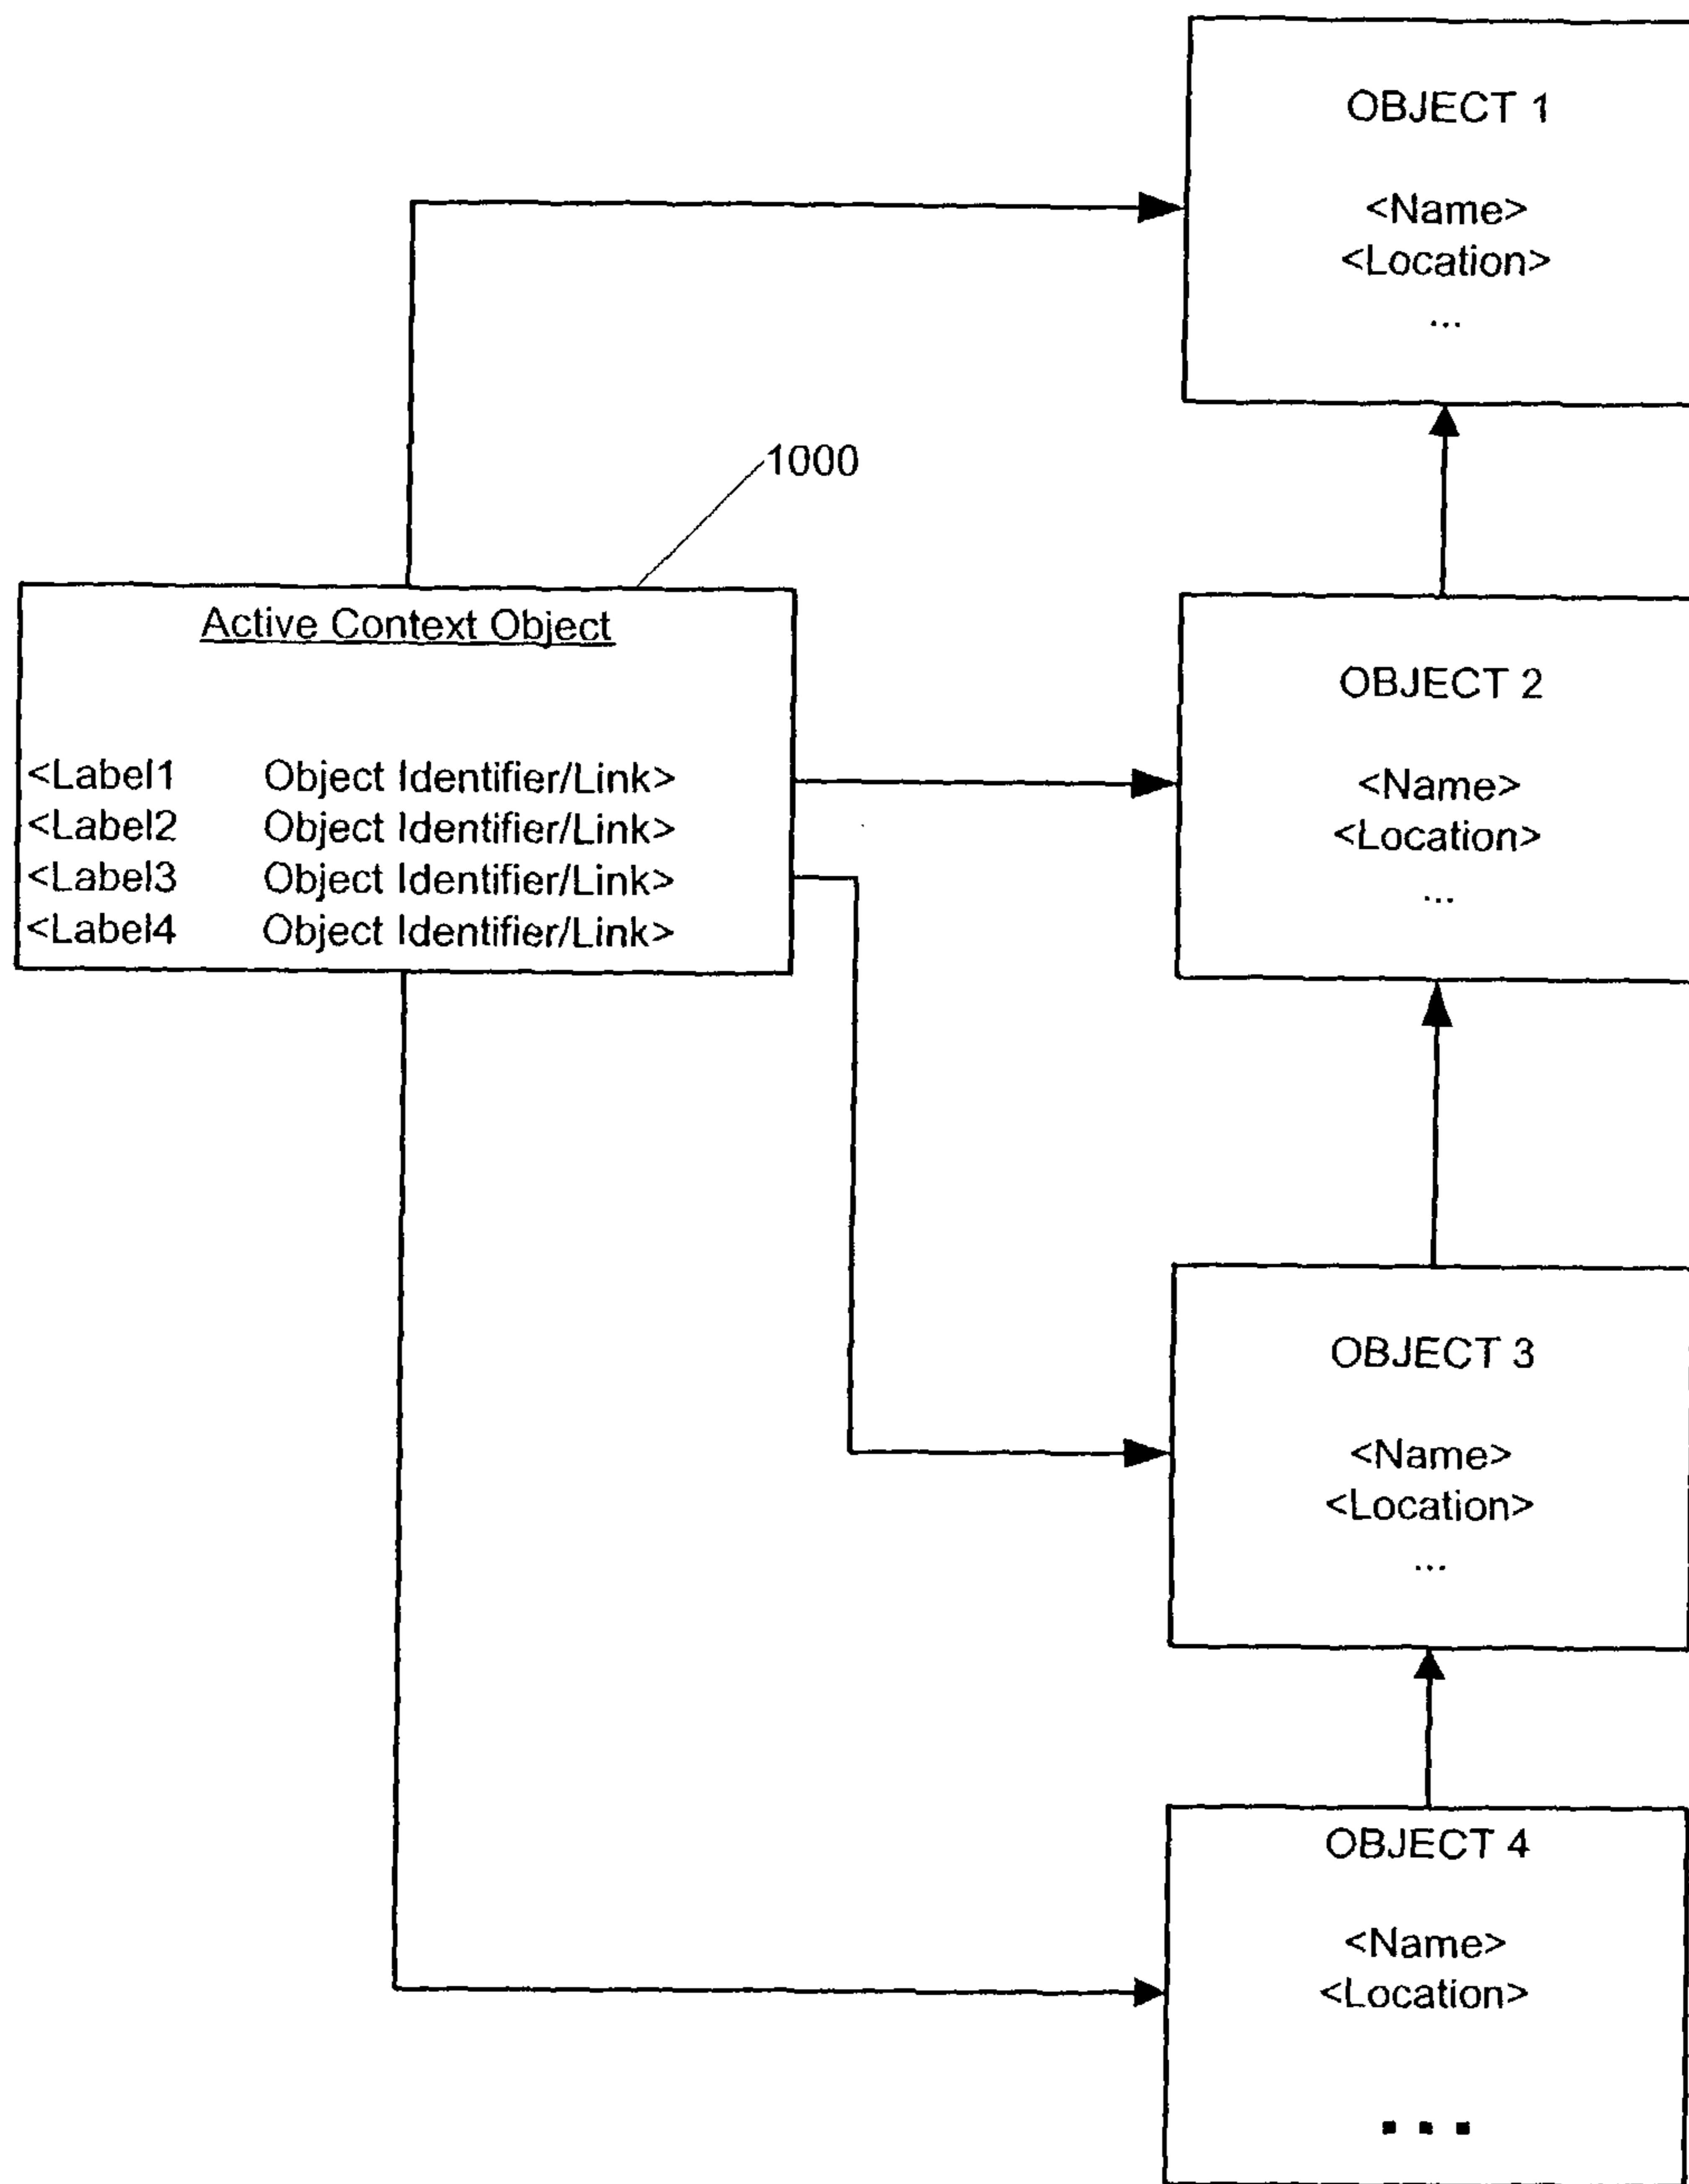 OBJECT 1
<Name>
<Location>
...
1000
Active Context Object
<Label1 Object Identifier/Link>
<Label2 Object Identifier/Link>
<Label3 Object Identifier/Link>
<Label4 Object Identifier/Link>
OBJECT 2
<Name>
<Location>
...
OBJECT 3
<Name>
<Location>
...
OBJECT 4
<Name>
<Location>
...